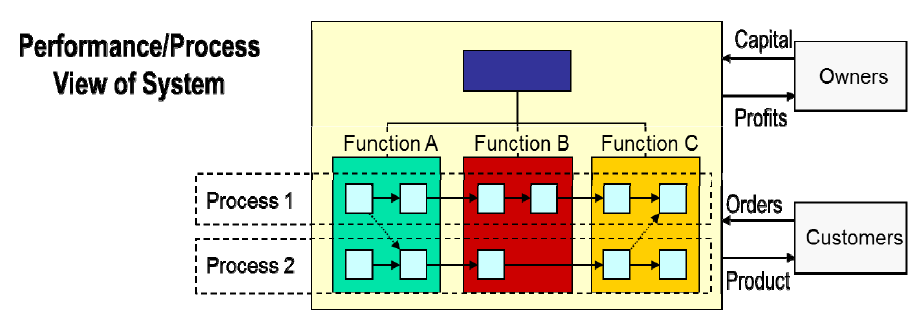 Performance/Process
View of System
Capital
Owners
Profits
Function A
Function B
Function C
Process 1
Orders
Customers
Process 2
Product